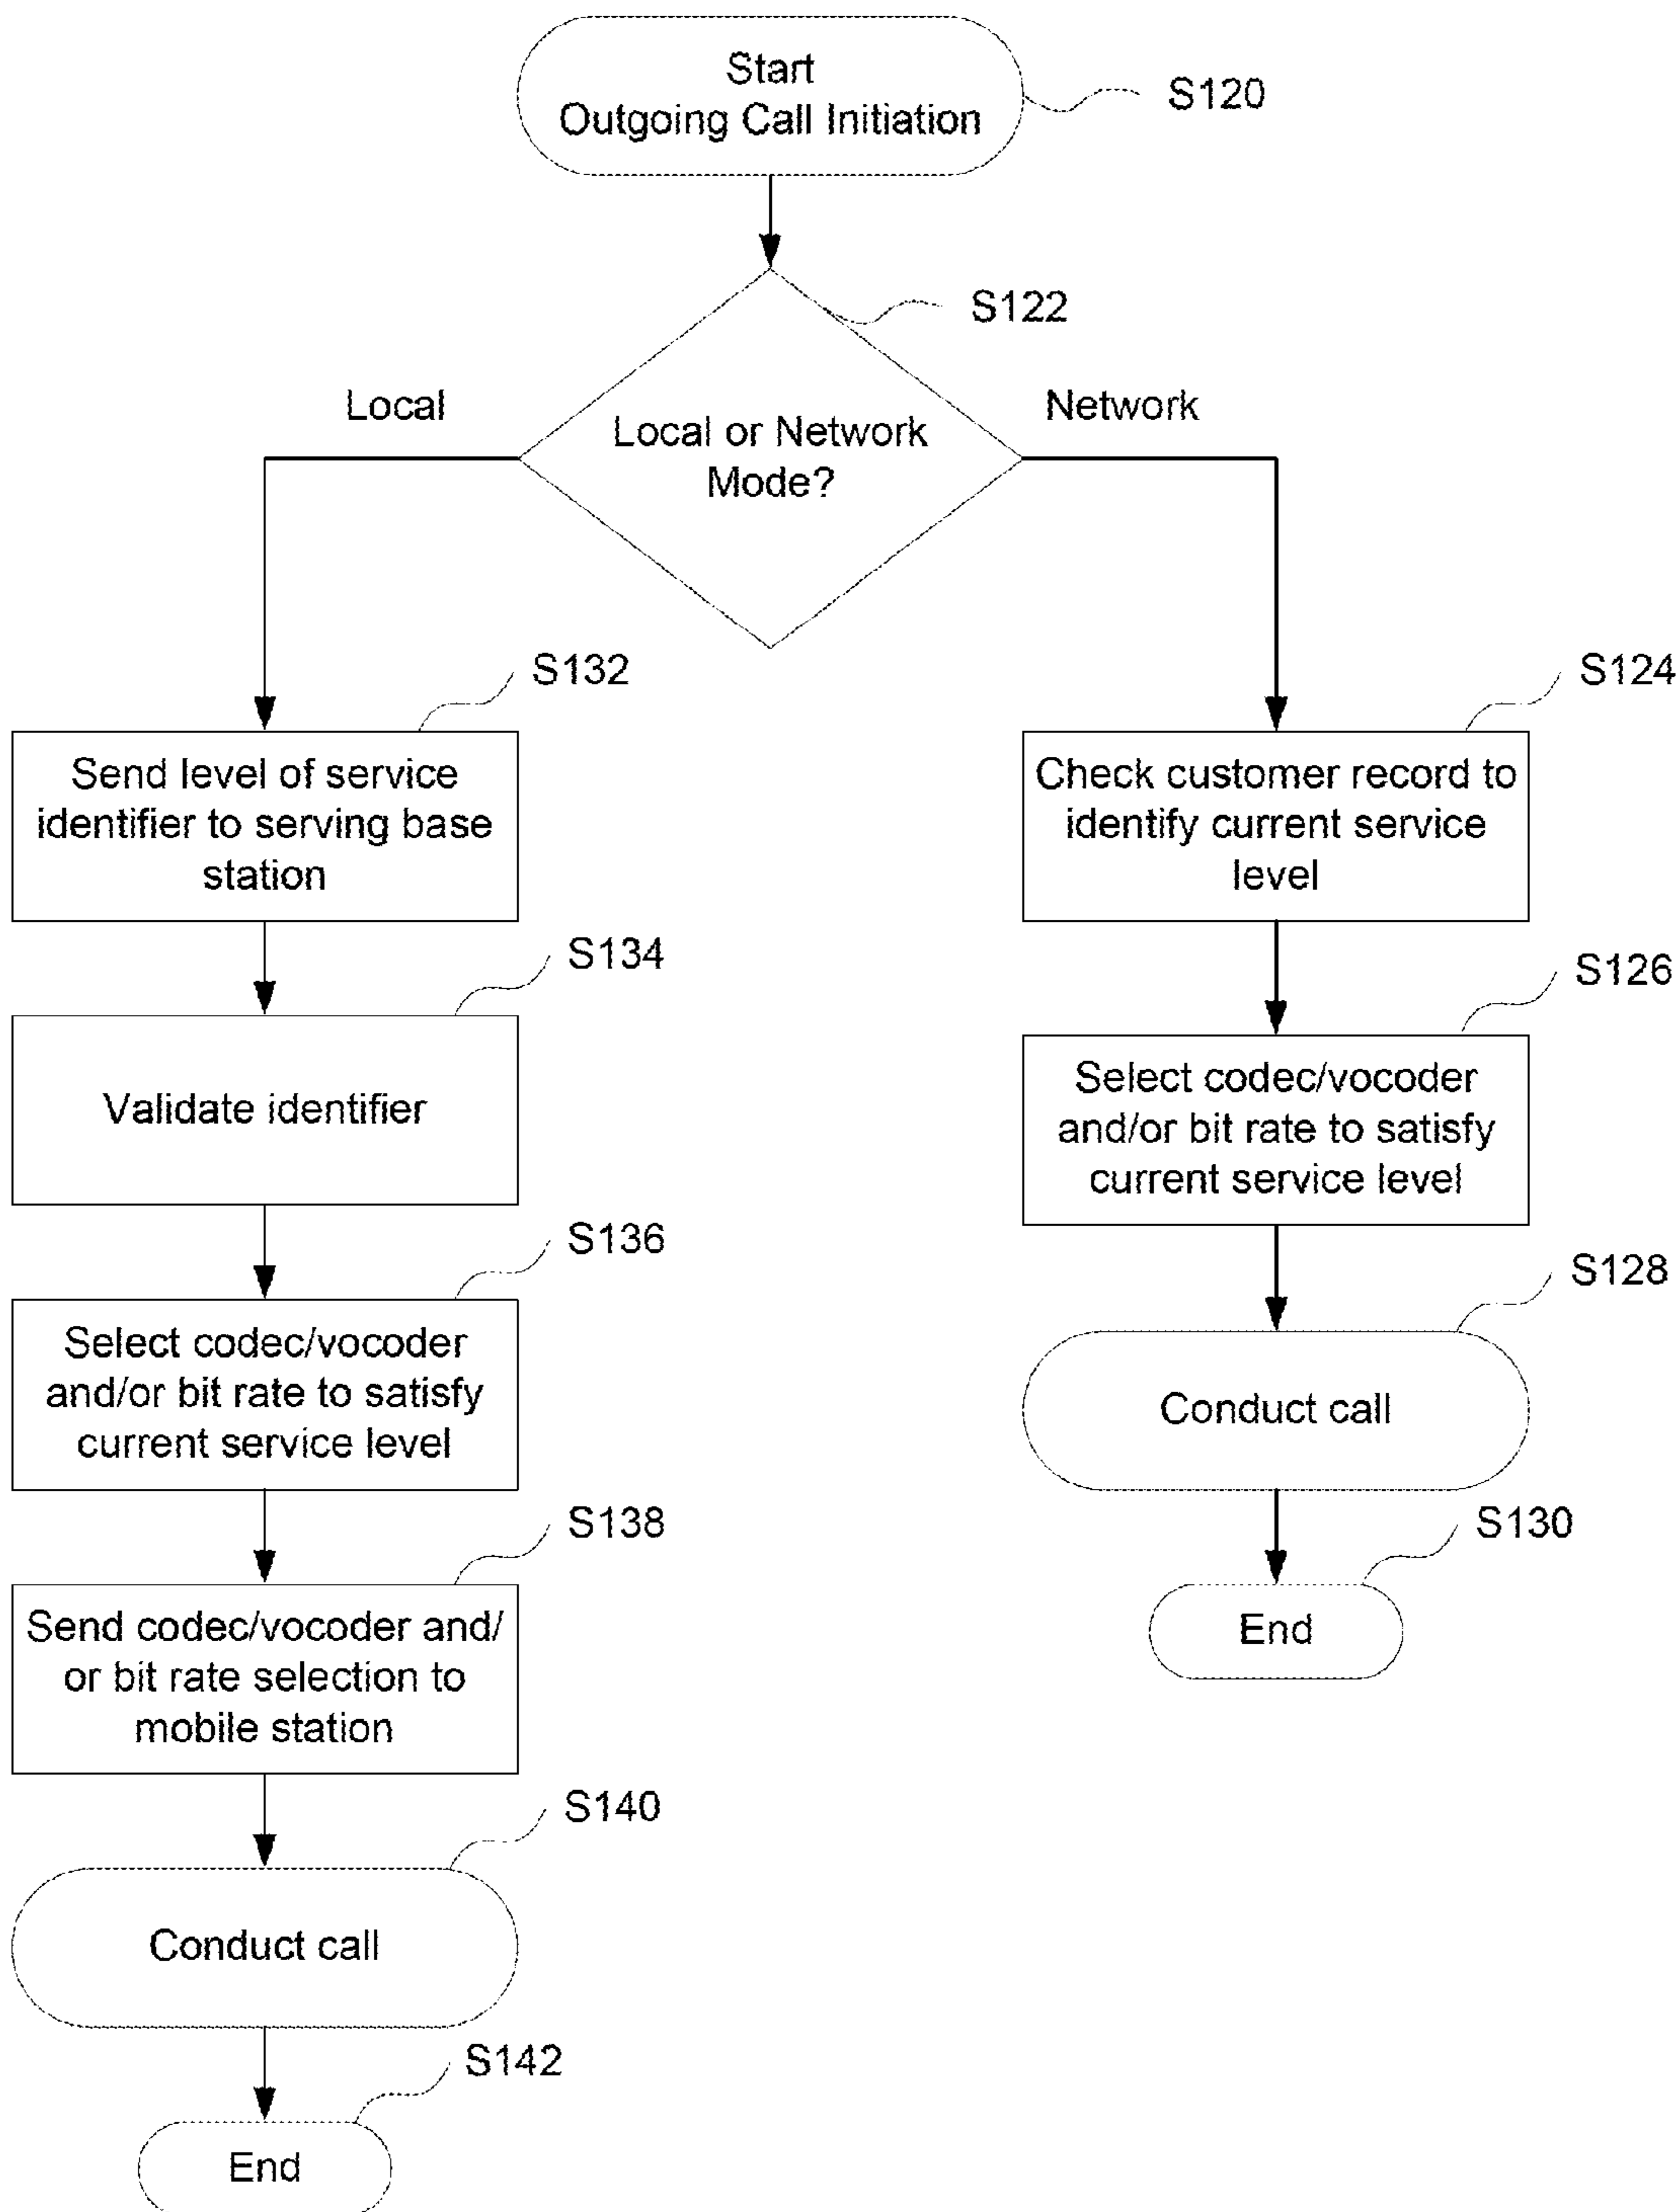 Start
Outgoing Call Initiation
S120
S122
Local
Network
Local or Network
Mode?
S132
Send level of service
identifier to serving base
station
S134
Validate identifier
S136
Select codec/vocoder
and/or bit rate to satisfy
current service level
S138
Send codec/vocoder and/
or bit rate selection to
mobile station
S140
Conduct call
S142
End
S124
Check customer record to
identify current service
level
S126
Select codec/vocoder
and/or bit rate to satisfy
current service level
S128
Conduct call
S130
End